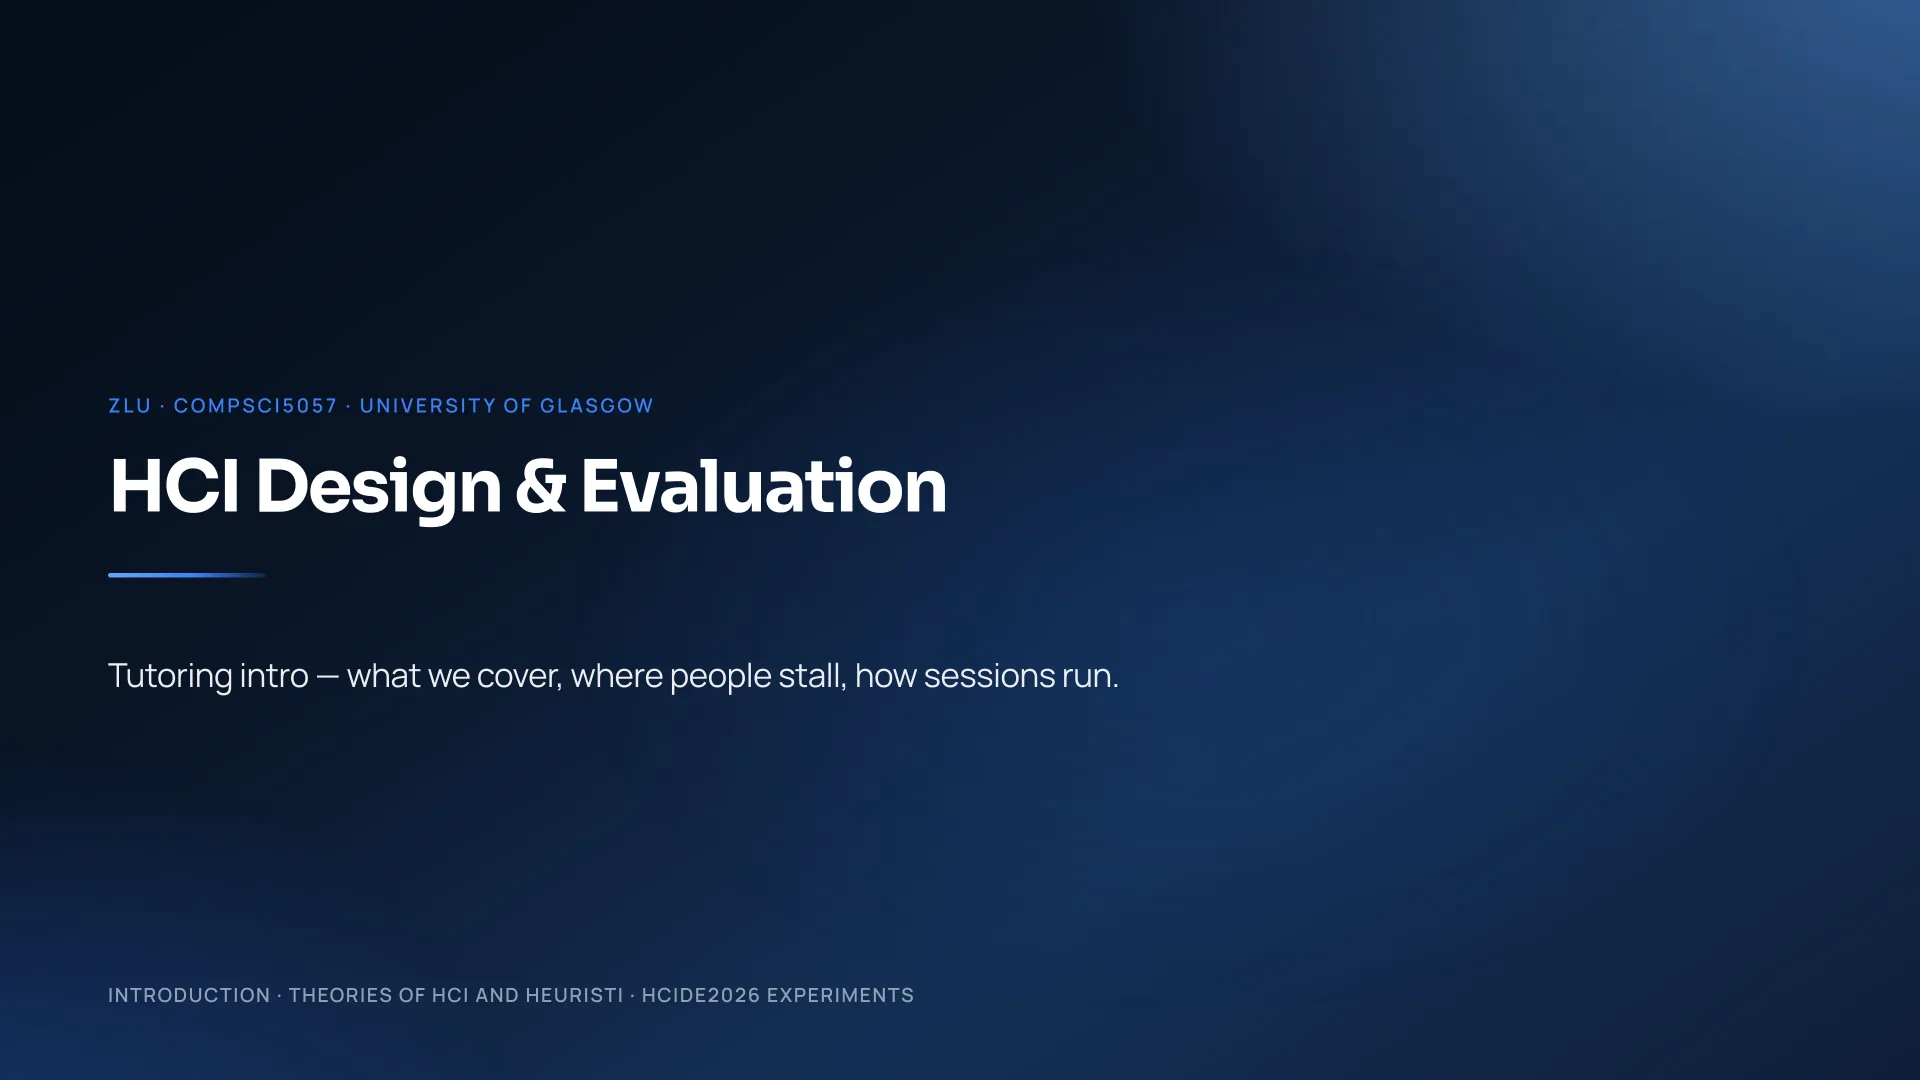 ZLU · COMPSCI5057 · UNIVERSITY OF GLASGOW
HCI Design & Evaluation
Tutoring intro — what we cover, where people stall, how sessions run.
INTRODUCTION · THEORIES OF HCI AND HEURISTI · HCIDE2026 EXPERIMENTS